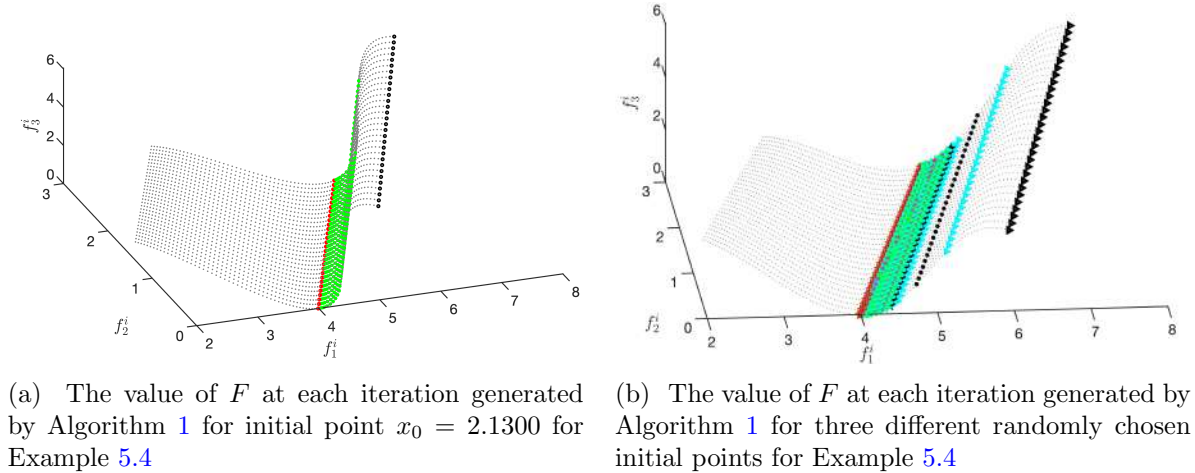 6
4
2
0
3
2
1
0
2
3
4
5
6
7
8
f_3^i
f_2^i
f_1^i
6
4
2
0
3
2
1
0
2
3
4
5
6
7
8
f_3^i
f_2^i
f_1^i
(a) The value of F at each iteration generated
by Algorithm 1 for initial point x_0 = 2.1300 for
Example 5.4
(b) The value of F at each iteration generated by
Algorithm 1 for three different randomly chosen
initial points for Example 5.4